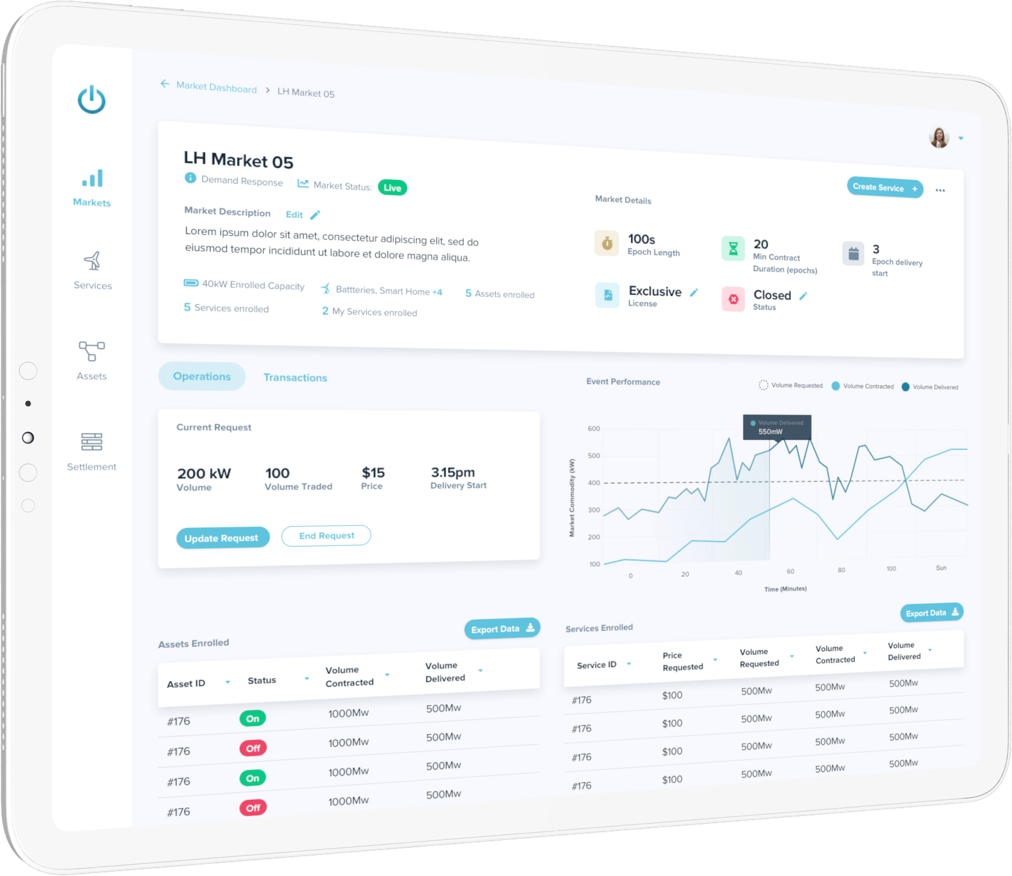 Market Dashboard > LH Market 05
LH Market 05
Demand Response
Market Status:
Live
Create Service +
Market Description
Edit
Lorem ipsum dolor sit amet, consectetur adipiscing elit, sed do
eiusmod tempor incididunt ut labore et dolore magna aliqua.
40kW Enrolled Capacity
Battteries, Smart Home +4
5 Assets enrolled
5 Services enrolled
2 My Services enrolled
Market Details
100s
Epoch Length
20
Min Contract
Duration (epochs)
3
Epoch delivery
start
Exclusive
License
Closed
Status
Markets
Services
Assets
Settlement
Operations
Transactions
Current Request
200 kW
Volume
100
Volume Traded
$15
Price
3.15pm
Delivery Start
Update Request
End Request
Event Performance
Volume Requested
Volume Contracted
Volume Delivered
Volume Delivered
550mW
Market Commodity (kW)
600
500
400
300
200
100
0
20
40
60
80
100
Sun
Time (Minutes)
Assets Enrolled
Export Data
Asset ID
Status
Volume
Contracted
Volume
Delivered
#176 On 1000Mw 500Mw
#176 Off 1000Mw 500Mw
#176 On 1000Mw 500Mw
#176 Off 1000Mw 500Mw
Services Enrolled
Export Data
Service ID
Price
Requested
Volume
Requested
Volume
Contracted
Volume
Delivered
#176 $100 500Mw 500Mw 500Mw
#176 $100 500Mw 500Mw 500Mw
#176 $100 500Mw 500Mw 500Mw
#176 $100 500Mw 500Mw 500Mw